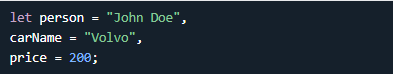 let person = "John Doe",
carName = "Volvo",
price = 200;